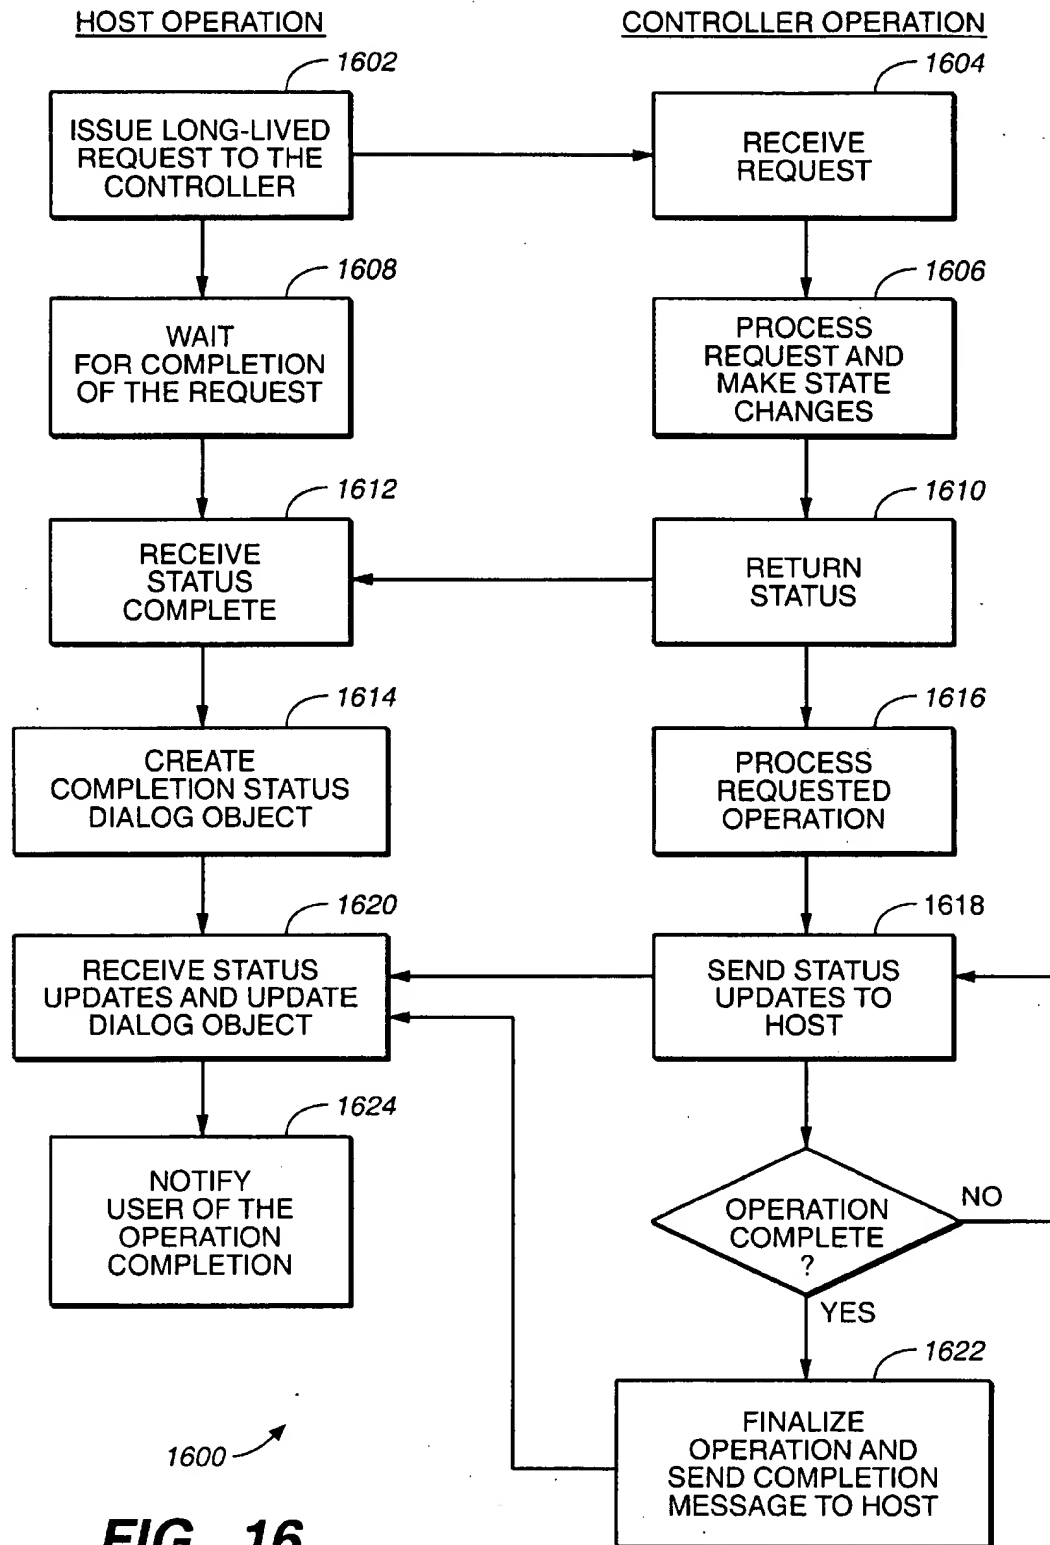 HOST OPERATION
CONTROLLER OPERATION
1602
ISSUE LONG-LIVED
REQUEST TO THE
CONTROLLER
1604
RECEIVE
REQUEST
1608
WAIT
FOR COMPLETION
OF THE REQUEST
1606
PROCESS
REQUEST AND
MAKE STATE
CHANGES
1612
RECEIVE
STATUS
COMPLETE
1610
RETURN
STATUS
1614
CREATE
COMPLETION STATUS
DIALOG OBJECT
1616
PROCESS
REQUESTED
OPERATION
1620
RECEIVE STATUS
UPDATES AND UPDATE
DIALOG OBJECT
1618
SEND STATUS
UPDATES TO
HOST
1624
NOTIFY
USER OF THE
OPERATION
COMPLETION
OPERATION
COMPLETE
?
NO
YES
1622
FINALIZE
OPERATION AND
SEND COMPLETION
MESSAGE TO HOST
1600
FIG._16